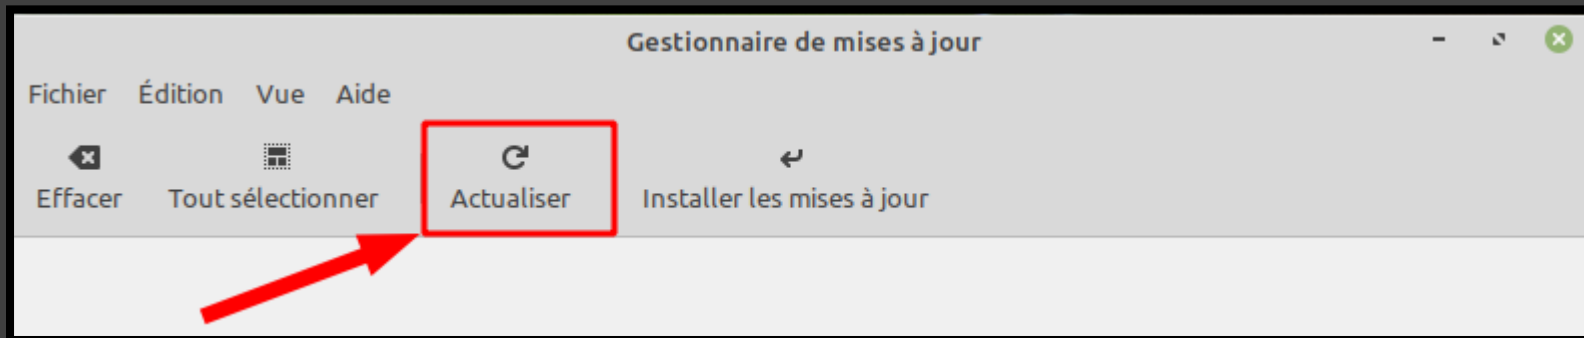 Gestionnaire de mises à jour
Fichier Édition Vue Aide
Effacer Tout sélectionner Actualiser Installer les mises à jour